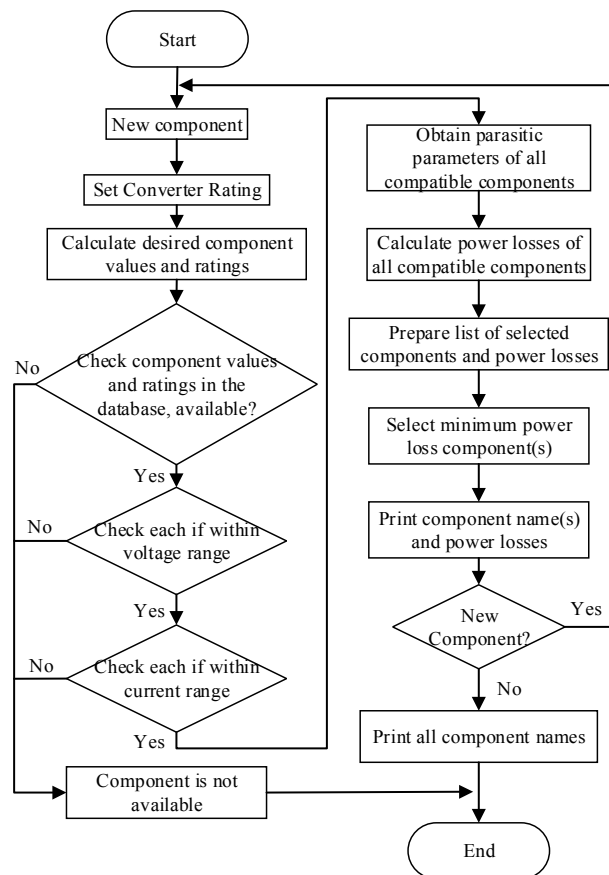 Start
New component
Set Converter Rating
Calculate desired component
values and ratings
No
Check component values
and ratings in the
database, available?
Yes
No
Check each if within
voltage range
Yes
No
Check each if within
current range
Yes
Component is not
available
Obtain parasitic
parameters of all
compatible components
Calculate power losses of
all compatible components
Prepare list of selected
components and power losses
Select minimum power
loss component(s)
Print component name(s)
and power losses
New
Component?
Yes
No
Print all component names
End